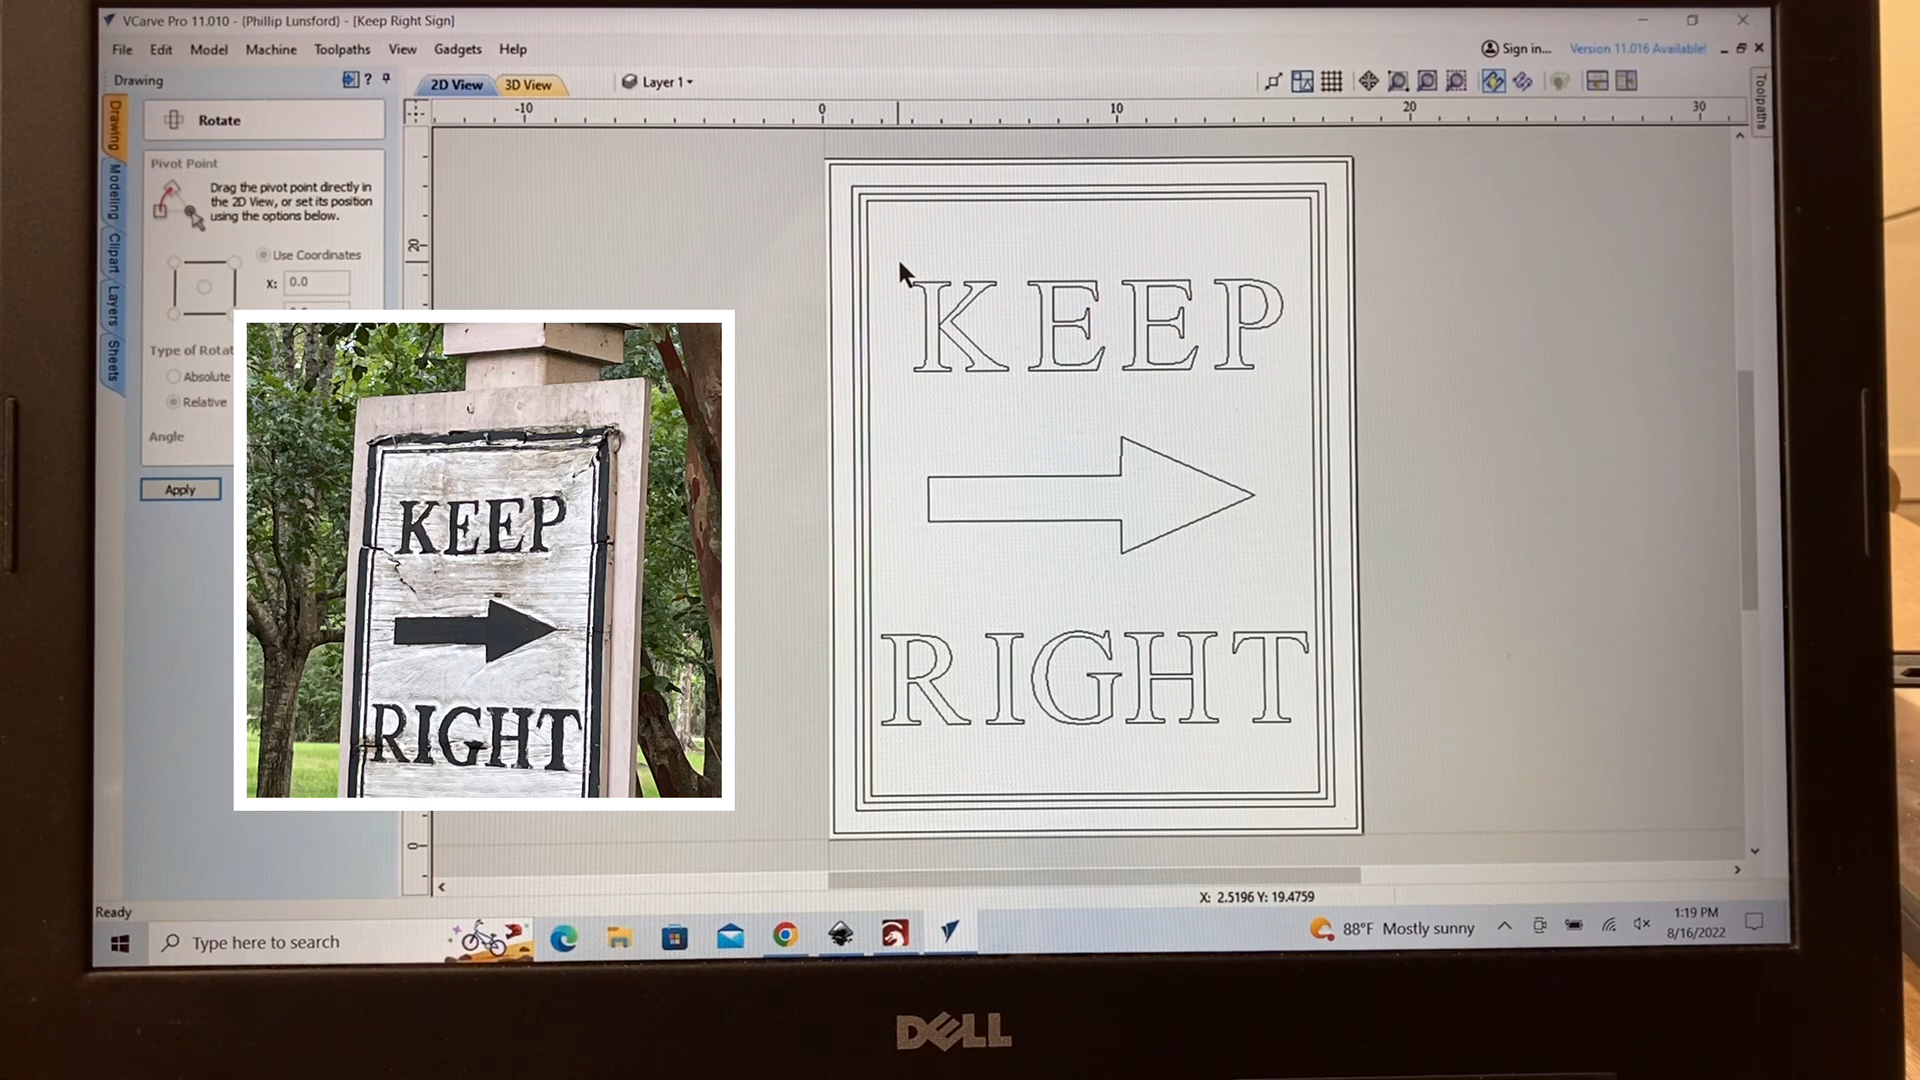 VCarve Pro 11.010 - {Phillip Lunsford} - [Keep Right Sign]
File Edit Model Machine Toolpaths View Gadgets Help
Sign in... Version 11.016 Available!
Drawing ?
2D View 3D View Layer 1
Toolpaths
Drawing
Modeling
Clipart
Layers
Sheets
Rotate
-10 0 10 20 30
Pivot Point
Drag the pivot point directly in
the 2D View, or set its position
using the options below.
20
Use Coordinates
X: 0.0
Type of Rotat
Absolute
Relative
Angle
Apply
0
KEEP
RIGHT
KEEP
RIGHT
X: 2.5196 Y: 19.4759
Ready
Type here to search
88°F Mostly sunny
1:19 PM
8/16/2022
DELL